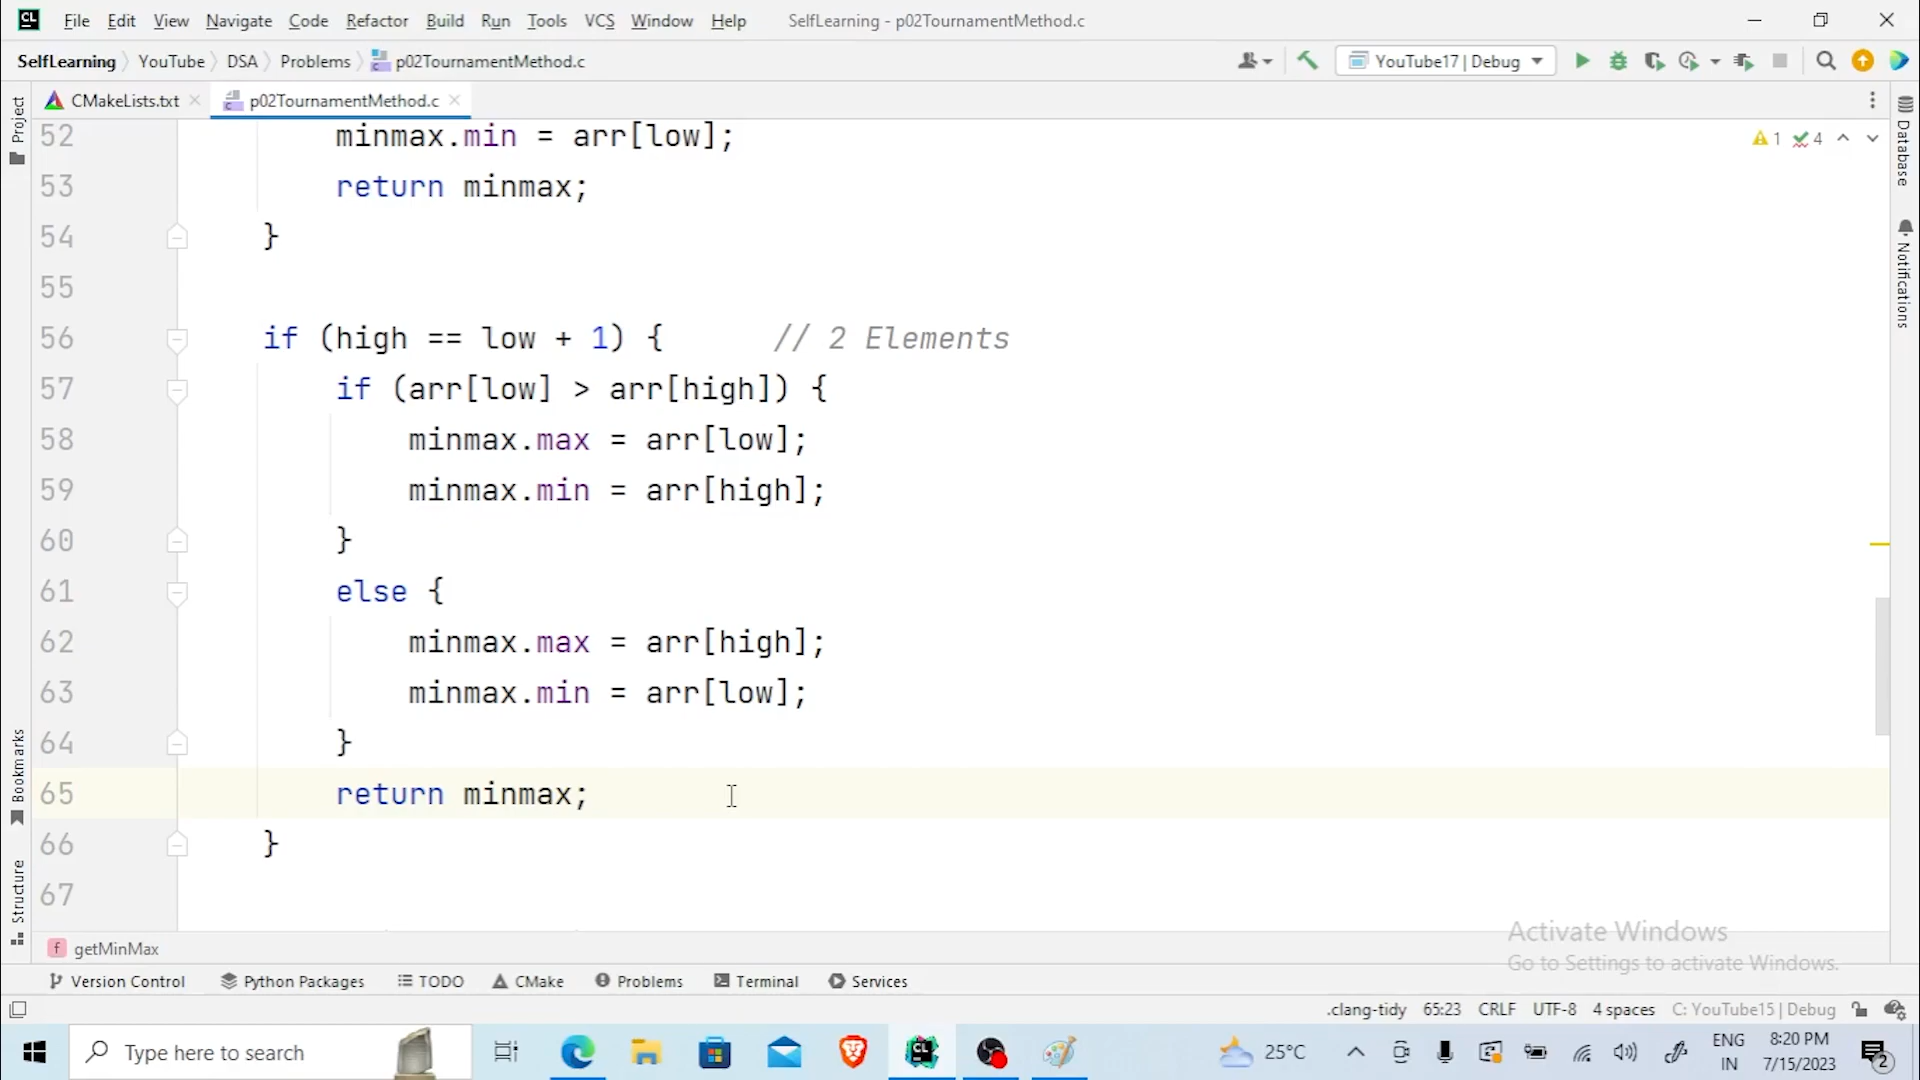 CL File Edit View Navigate Code Refactor Build Run Tools VCS Window Help SelfLearning - p02TournamentMethod.c
SelfLearning YouTube DSA Problems p02TournamentMethod.c YouTube17 | Debug
Project
CMakeLists.txt p02TournamentMethod.c
Database
Notifications
1 4
52 minmax.min = arr[low];
53 return minmax;
54 }
55
56 if (high == low + 1) { // 2 Elements
57 if (arr[low] > arr[high]) {
58 minmax.max = arr[low];
59 minmax.min = arr[high];
60 }
61 else {
62 minmax.max = arr[high];
63 minmax.min = arr[low];
64 }
65 return minmax;
66 }
67
Bookmarks
Structure
Activate Windows
Go to Settings to activate Windows.
f getMinMax
Version Control Python Packages TODO CMake Problems Terminal Services
.clang-tidy 65:23 CRLF UTF-8 4 spaces C: YouTube15 | Debug
Type here to search 25°C ENG 8:20 PM
IN 7/15/2023 2